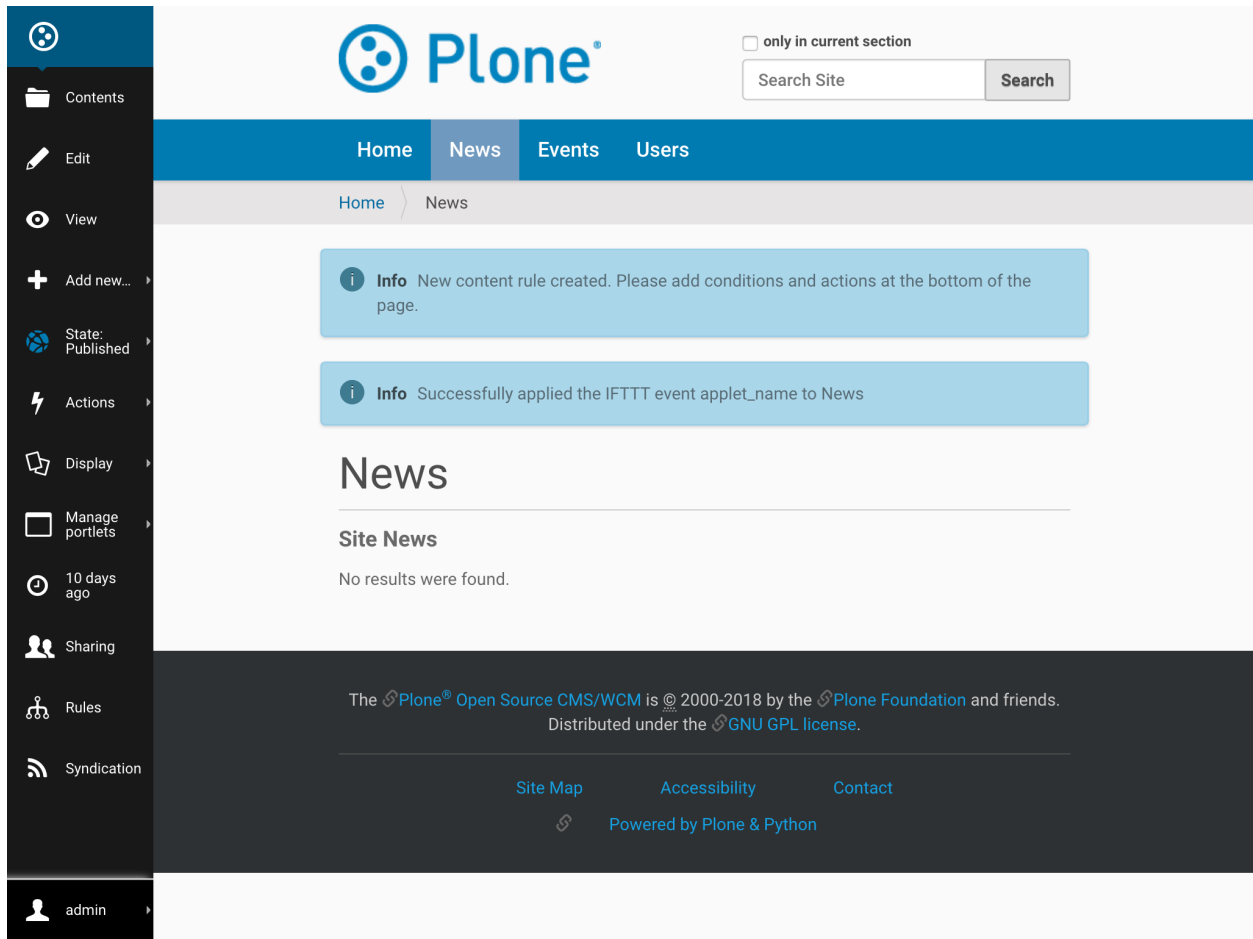 Contents
Edit
View
Add new...
State:
Published
Actions
Display
Manage
portlets
10 days
ago
Sharing
Rules
Syndication
admin
Plone®
only in current section
Search Site
Search
Home News Events Users
Home News
Info New content rule created. Please add conditions and actions at the bottom of the
page.
Info Successfully applied the IFTTT event applet_name to News
News
Site News
No results were found.
The Plone® Open Source CMS/WCM is © 2000-2018 by the Plone Foundation and friends.
Distributed under the GNU GPL license.
Site Map Accessibility Contact
Powered by Plone & Python